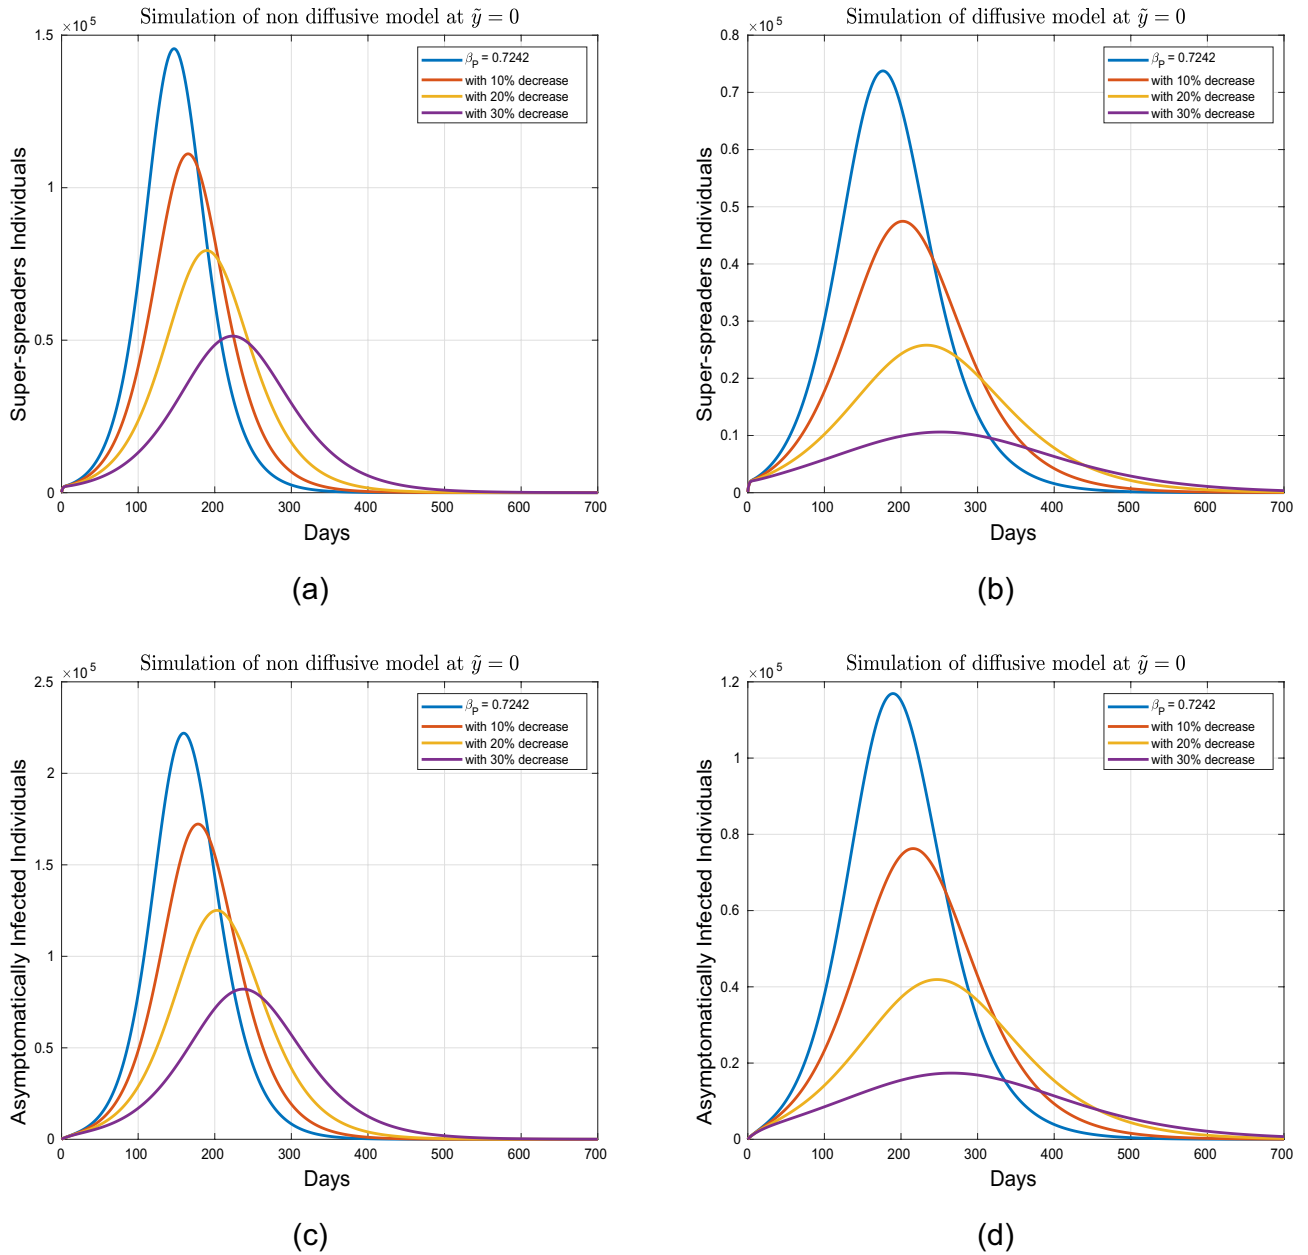 Simulation of non diffusive model at ỹ = 0
×10 5
1.5
1
0.5
0
Super-spreaders Individuals
β_P = 0.7242
with 10% decrease
with 20% decrease
with 30% decrease
0 100 200 300 400 500 600 700
Days
(a)
Simulation of diffusive model at ỹ = 0
×10 5
0.8
0.7
0.6
0.5
0.4
0.3
0.2
0.1
0
Super-spreaders Individuals
β_P = 0.7242
with 10% decrease
with 20% decrease
with 30% decrease
0 100 200 300 400 500 600 700
Days
(b)
Simulation of non diffusive model at ỹ = 0
×10 5
2.5
2
1.5
1
0.5
0
Asymptomatically Infected Individuals
β_P = 0.7242
with 10% decrease
with 20% decrease
with 30% decrease
0 100 200 300 400 500 600 700
Days
(c)
Simulation of diffusive model at ỹ = 0
×10 5
1.2
1
0.8
0.6
0.4
0.2
0
Asymptomatically Infected Individuals
β_P = 0.7242
with 10% decrease
with 20% decrease
with 30% decrease
0 100 200 300 400 500 600 700
Days
(d)